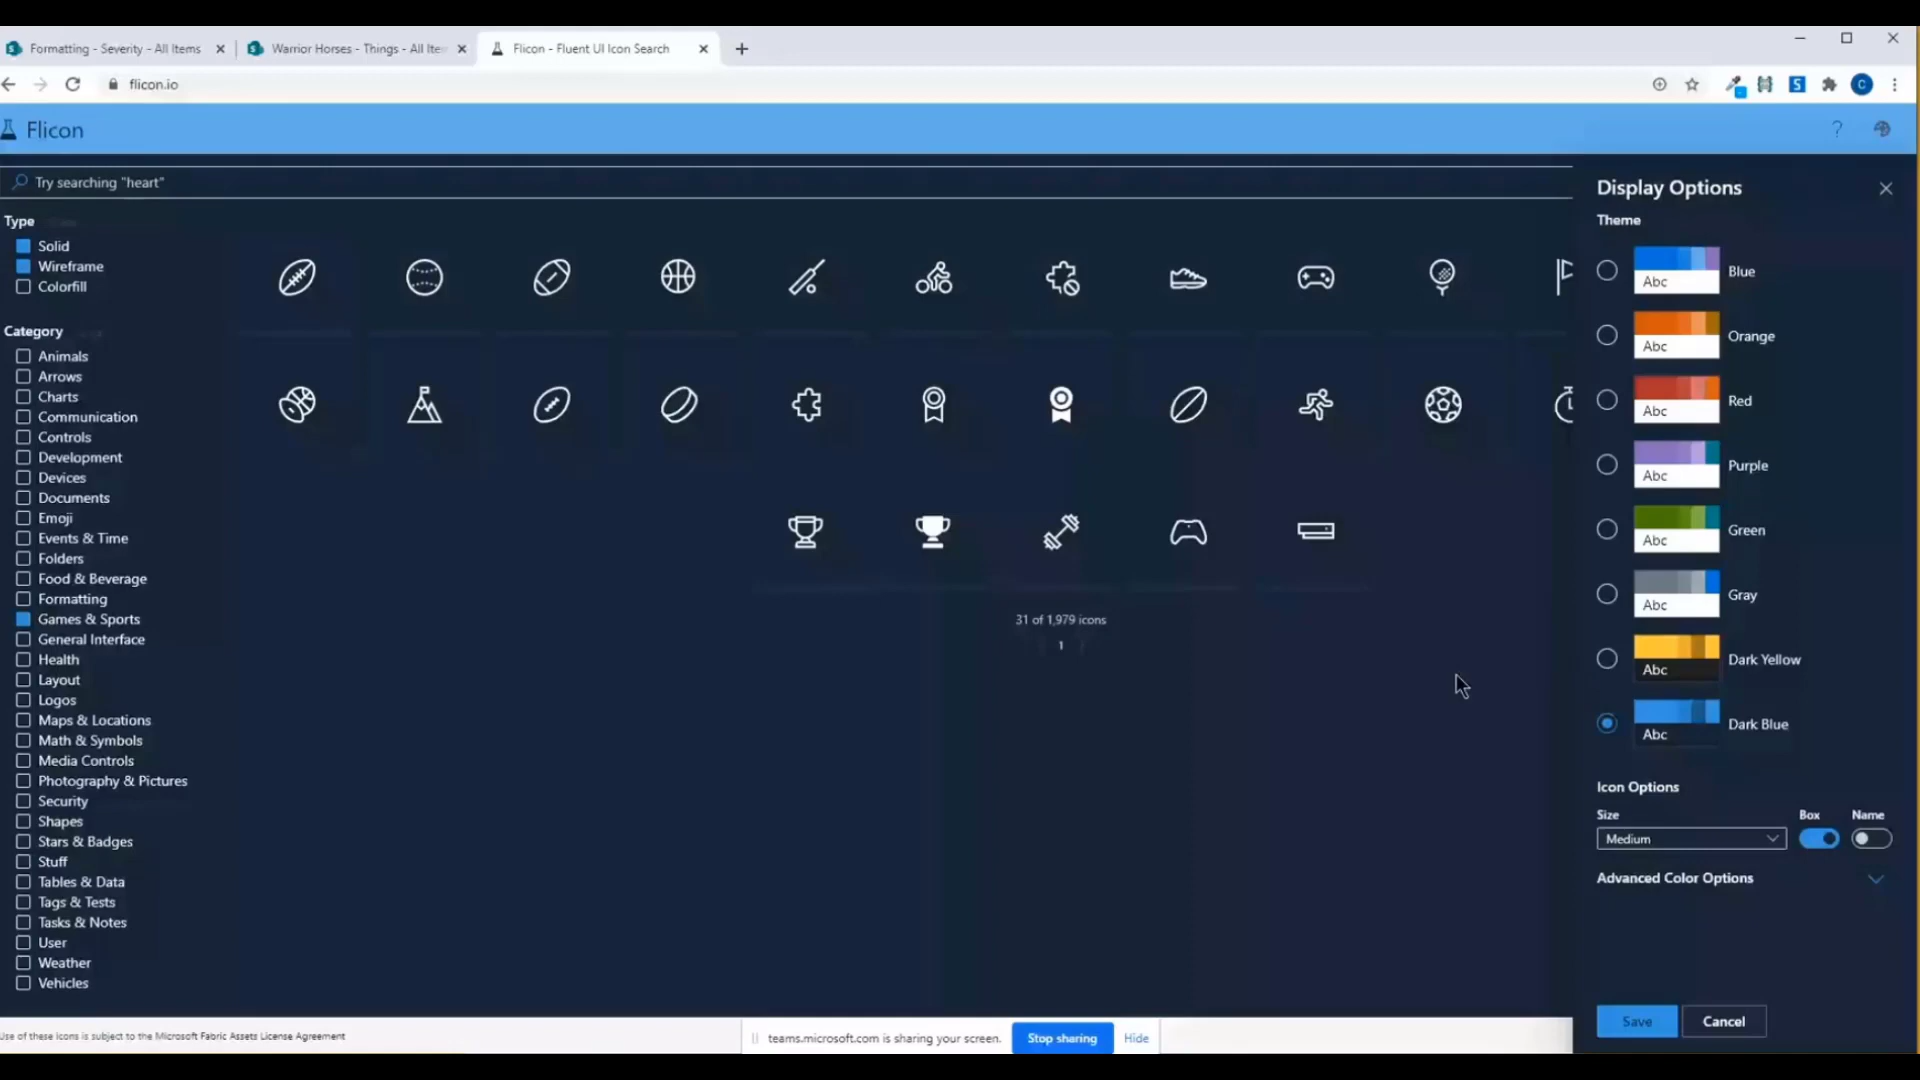 Formatting - Severity - All Items
Warrior Horses - Things - All Iter
Flicon - Fluent UI Icon Search
flicon.io
S
C
Flicon
?
Try searching "heart"
Type
Solid
Wireframe
Colorfill
Category
Animals
Arrows
Charts
Communication
Controls
Development
Devices
Documents
Emoji
Events & Time
Folders
Food & Beverage
Formatting
Games & Sports
General Interface
Health
Layout
Logos
Maps & Locations
Math & Symbols
Media Controls
Photography & Pictures
Security
Shapes
Stars & Badges
Stuff
Tables & Data
Tags & Tests
Tasks & Notes
User
Weather
Vehicles
31 of 1,979 icons
1
Display Options
Theme
Abc
Blue
Abc
Orange
Abc
Red
Abc
Purple
Abc
Green
Abc
Gray
Abc
Dark Yellow
Abc
Dark Blue
Icon Options
Size
Box
Name
Medium
Advanced Color Options
Save
Cancel
Use of these icons is subject to the Microsoft Fabric Assets License Agreement
teams.microsoft.com is sharing your screen.
Stop sharing
Hide